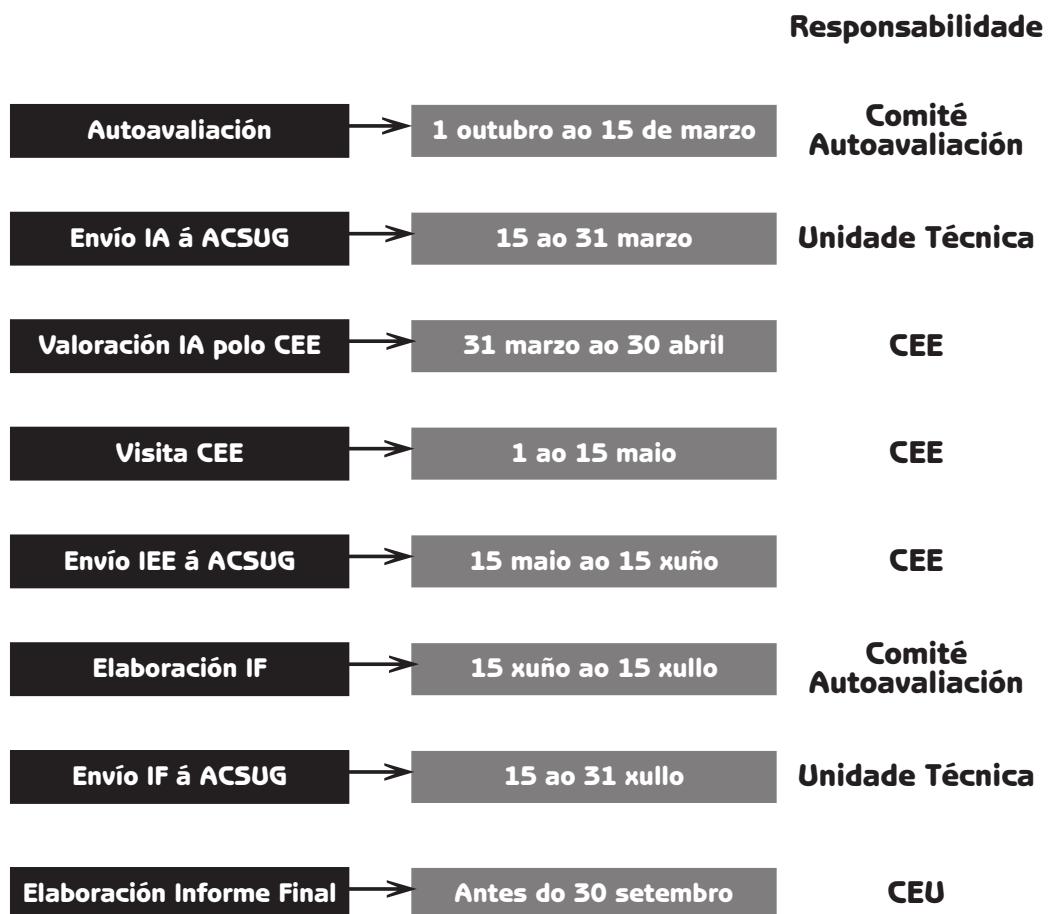 Responsabilidade
Autoavaliación
1 outubro ao 15 de marzo
Comité
Autoavaliación
Envío IA á ACSUG
15 ao 31 marzo
Unidade Técnica
Valoración IA polo CEE
31 marzo ao 30 abril
CEE
Visita CEE
1 ao 15 maio
CEE
Envío IEE á ACSUG
15 maio ao 15 xuño
CEE
Elaboración IF
15 xuño ao 15 xullo
Comité
Autoavaliación
Envío IF á ACSUG
15 ao 31 xullo
Unidade Técnica
Elaboración Informe Final
Antes do 30 setembro
CEU